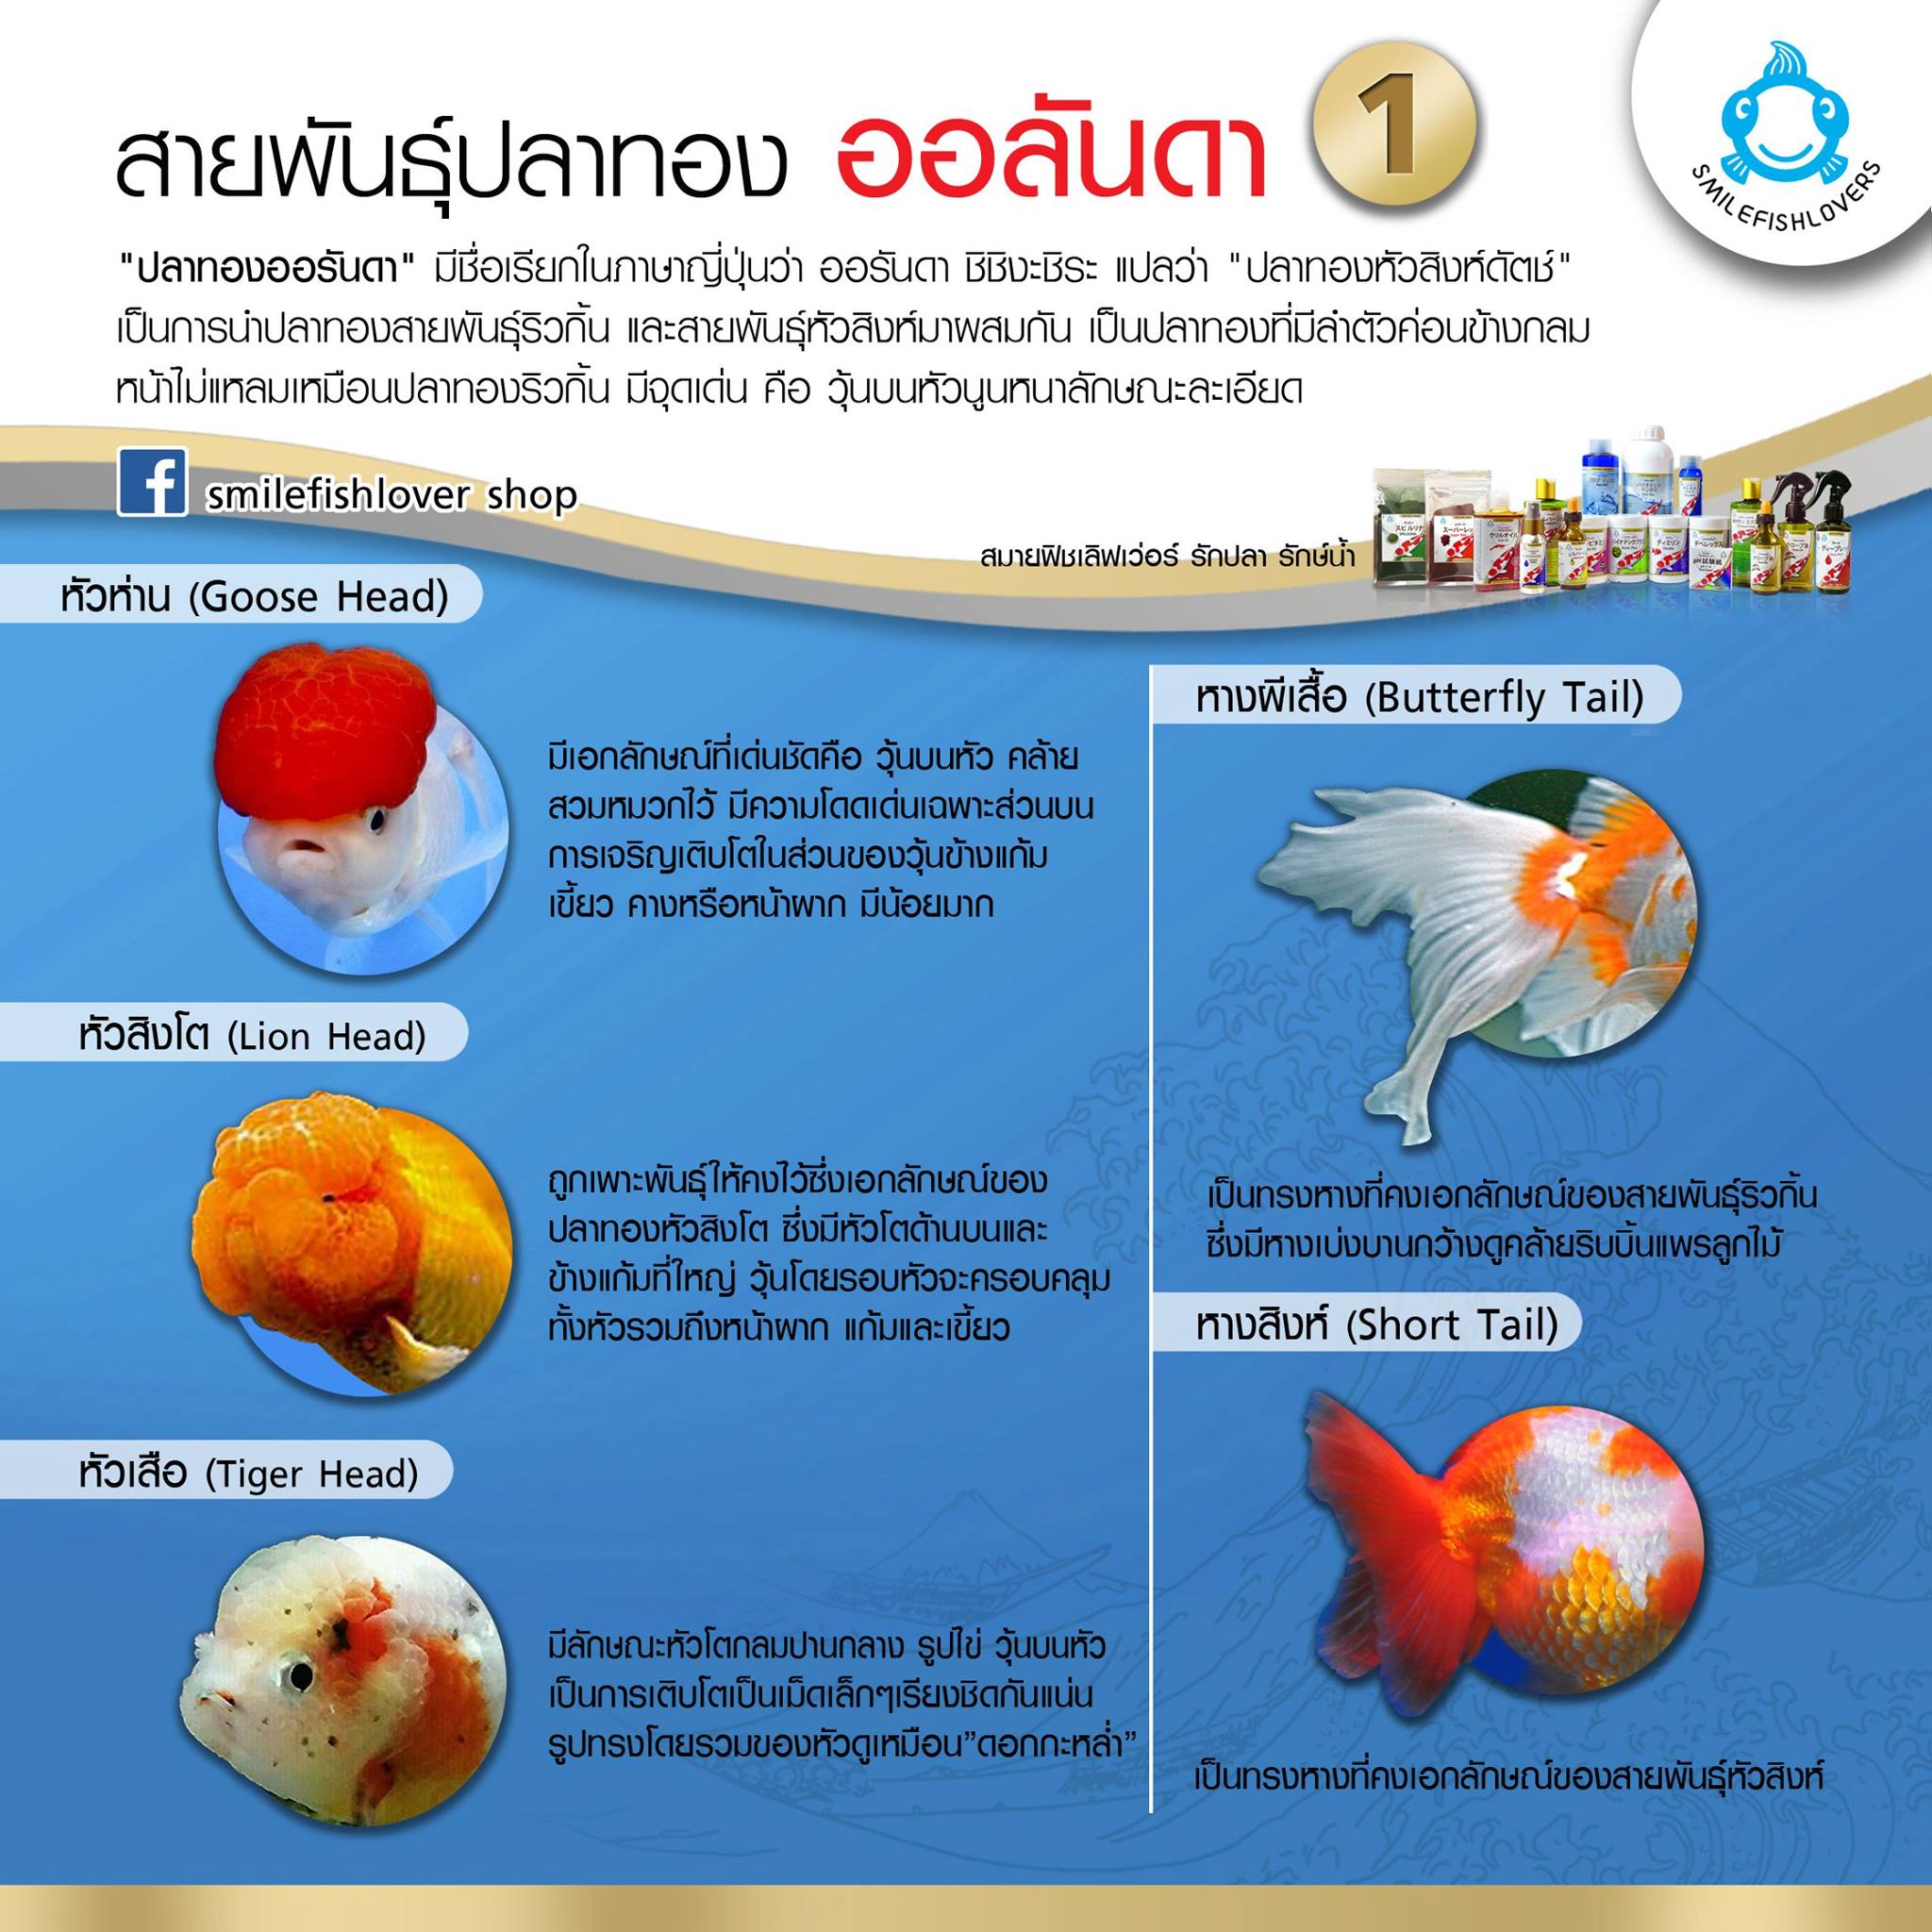 สายพันธุ์ปลาทอง ออลันดา 1
SMILEFISHLOVERS
"ปลาทองออรันดา" มีชื่อเรียกในภาษาญี่ปุ่นว่า ออรันดา ชิชิงะชิระ แปลว่า "ปลาทองหัวสิงห์ดัตช์"
เป็นการนำปลาทองสายพันธุ์ริวกิ้น และสายพันธุ์หัวสิงห์มาผสมกัน เป็นปลาทองที่มีลำตัวค่อนข้างกลม
หน้าไม่แหลมเหมือนปลาทองริวกิ้น มีจุดเด่น คือ วุ้นบนหัวนูนหนาลักษณะละเอียด
f smilefishlover shop
สมายฟิชเลิฟเว่อร์ รักปลา รักษ์น้ำ
หัวห่าน (Goose Head)
มีเอกลักษณ์ที่เด่นชัดคือ วุ้นบนหัว คล้าย
สวมหมวกไว้ มีความโดดเด่นเฉพาะส่วนบน
การเจริญเติบโตในส่วนของวุ้นข้างแก้ม
เขี้ยว คางหรือหน้าผาก มีน้อยมาก
หัวสิงโต (Lion Head)
ถูกเพาะพันธุ์ให้คงไว้ซึ่งเอกลักษณ์ของ
ปลาทองหัวสิงโต ซึ่งมีหัวโตด้านบนและ
ข้างแก้มที่ใหญ่ วุ้นโดยรอบหัวจะครอบคลุม
ทั้งหัวรวมถึงหน้าผาก แก้มและเขี้ยว
หัวเสือ (Tiger Head)
มีลักษณะหัวโตกลมปานกลาง รูปไข่ วุ้นบนหัว
เป็นการเติบโตเป็นเม็ดเล็กๆเรียงชิดกันแน่น
รูปทรงโดยรวมของหัวดูเหมือน”ดอกกะหล่ำ”
หางผีเสื้อ (Butterfly Tail)
เป็นทรงหางที่คงเอกลักษณ์ของสายพันธุ์ริวกิ้น
ซึ่งมีหางเบ่งบานกว้างดูคล้ายริบบิ้นแพรลูกไม้
หางสิงห์ (Short Tail)
เป็นทรงหางที่คงเอกลักษณ์ของสายพันธุ์หัวสิงห์